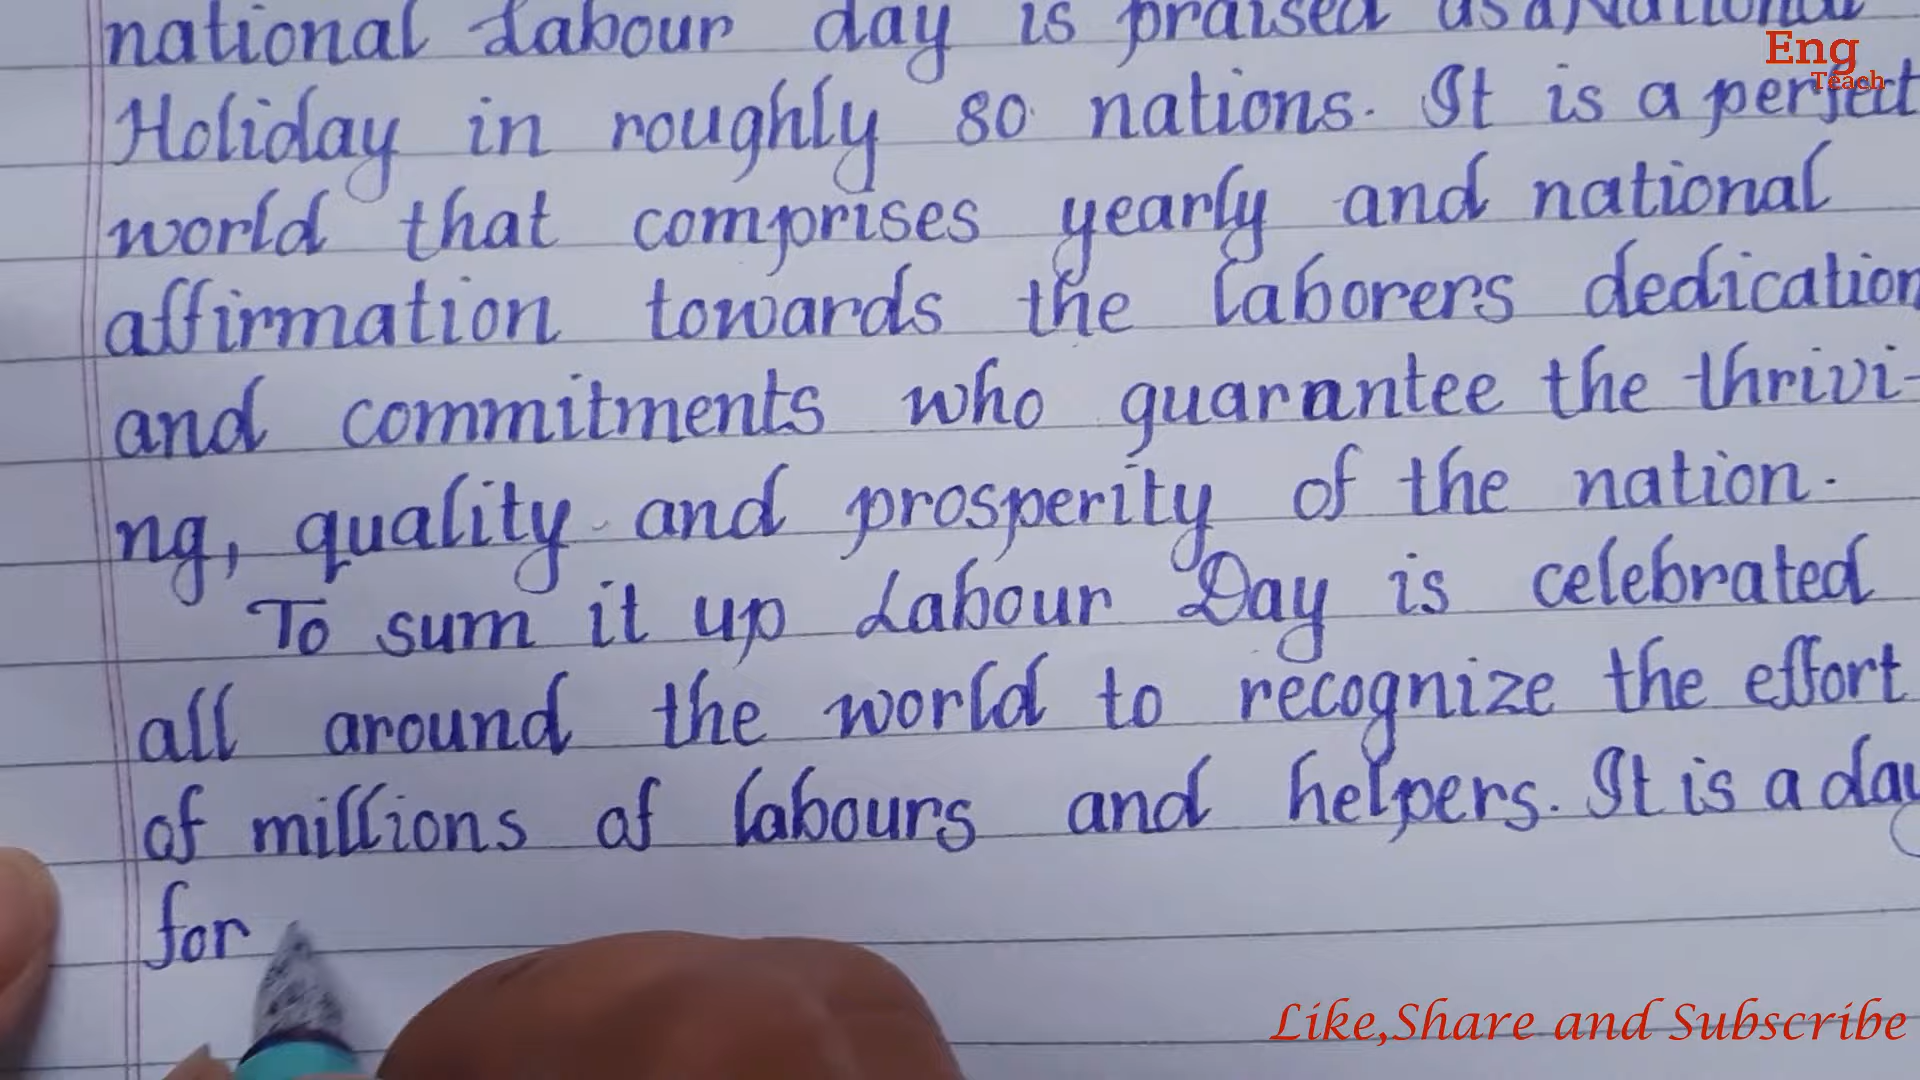 national Labour day is praised as a National
Eng
Teach
Holiday in roughly 80 nations. It is a perfect
world that comprises yearly and national
affirmation towards the laborers dedication
and commitments who guarantee the thrivi-
ng, quality and prosperity of the nation.
To sum it up Labour Day is celebrated
all around the world to recognize the effort
of millions of labours and helpers. It is a day
for
Like,Share and Subscribe